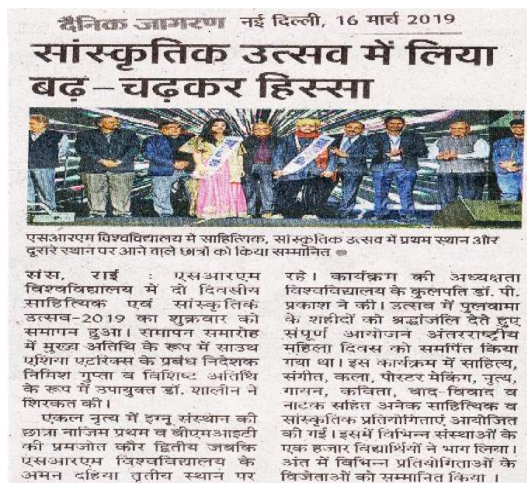 दैनिक जागरण नई दिल्ली, 16 मार्च 2019
सांस्कृतिक उत्सव में लिया
बढ़-चढ़कर हिस्सा
एसआरएम विश्वविद्यालय में साहित्यिक, सांस्कृतिक उत्सव में प्रथम स्थान और
दूसरे स्थान पर आने वाले छात्रों को किया सम्मानित
संस, राई : एसआरएम
विश्वविद्यालय में दो दिवसीय
साहित्यिक एवं सांस्कृतिक
उत्सव-2019 का शुक्रवार को
समापन हुआ। समापन समारोह
में मुख्य अतिथि के रूप में साउथ
एशिया एटरिक्स के प्रबंध निदेशक
निमिश गुप्ता व विशिष्ट अतिथि
के रूप में उपायुक्त डॉ. शालीन ने
शिरकत की।
एकल नृत्य में इग्नू संस्थान की
छात्रा नाजिम प्रथम व बीएमआइटी
की प्रमजोत कौर द्वितीय जबकि
एसआरएम विश्वविद्यालय के
अमन दहिया तृतीय स्थान पर
रहे। कार्यक्रम की अध्यक्षता
विश्वविद्यालय के कुलपति डॉ. पी.
प्रकाश ने की। उत्सव में पुलवामा
के शहीदों को श्रद्धांजलि देते हुए
संपूर्ण आयोजन अंतरराष्ट्रीय
महिला दिवस को समर्पित किया
गया था। इस कार्यक्रम में साहित्य,
संगीत, कला, पोस्टर मेकिंग, नृत्य,
गायन, कविता, वाद-विवाद व
नाटक सहित अनेक साहित्यिक व
सांस्कृतिक प्रतियोगिताएं आयोजित
की गईं। इसमें विभिन्न संस्थाओं के
एक हजार विद्यार्थियों ने भाग लिया।
अंत में विभिन्न प्रतियोगिताओं के
विजेताओं को सम्मानित किया ।